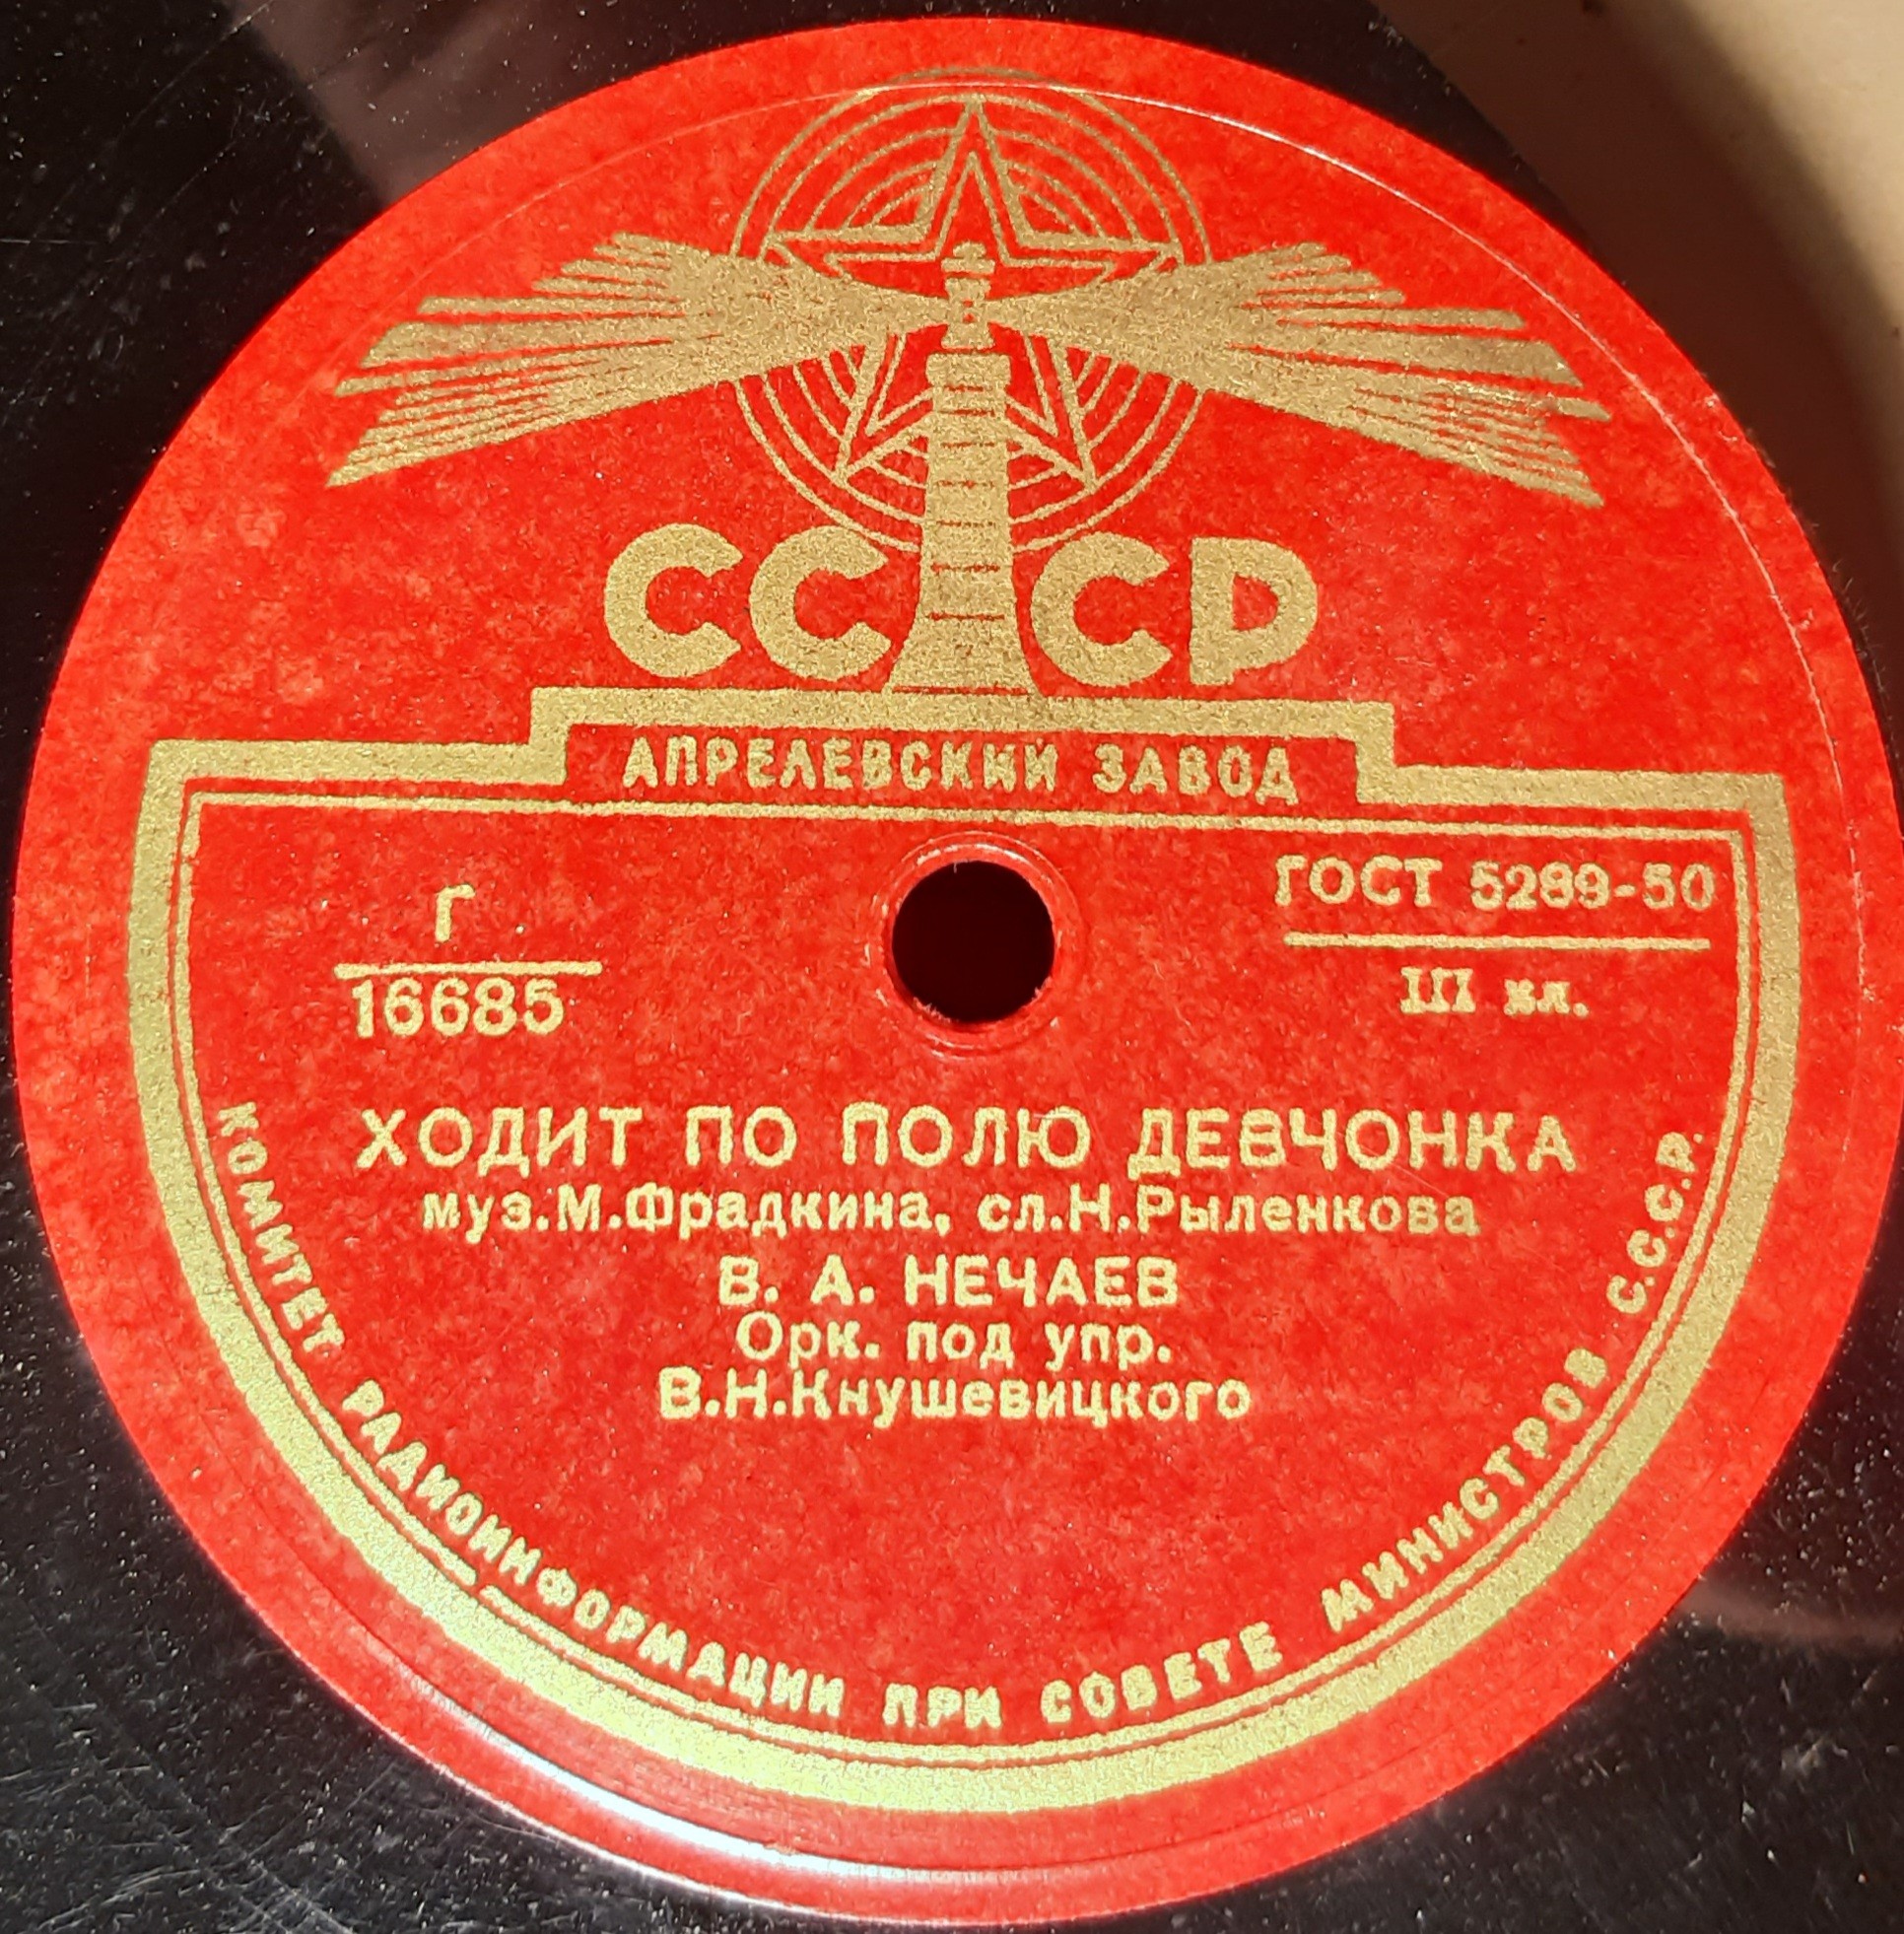 СССР
АПРЕЛЕВСКИЙ ЗАВОД
Г
16685
ГОСТ 5289-50
III кл.
ХОДИТ ПО ПОЛЮ ДЕВЧОНКА
муз.М.Фрадкина, сл.Н.Рыленкова
В. А. НЕЧАЕВ
Орк. под упр.
В.Н.Кнушевицкого
КОМИТЕТ РАДИОИНФОРМАЦИИ ПРИ СОВЕТЕ МИНИСТРОВ С.С.С.Р.